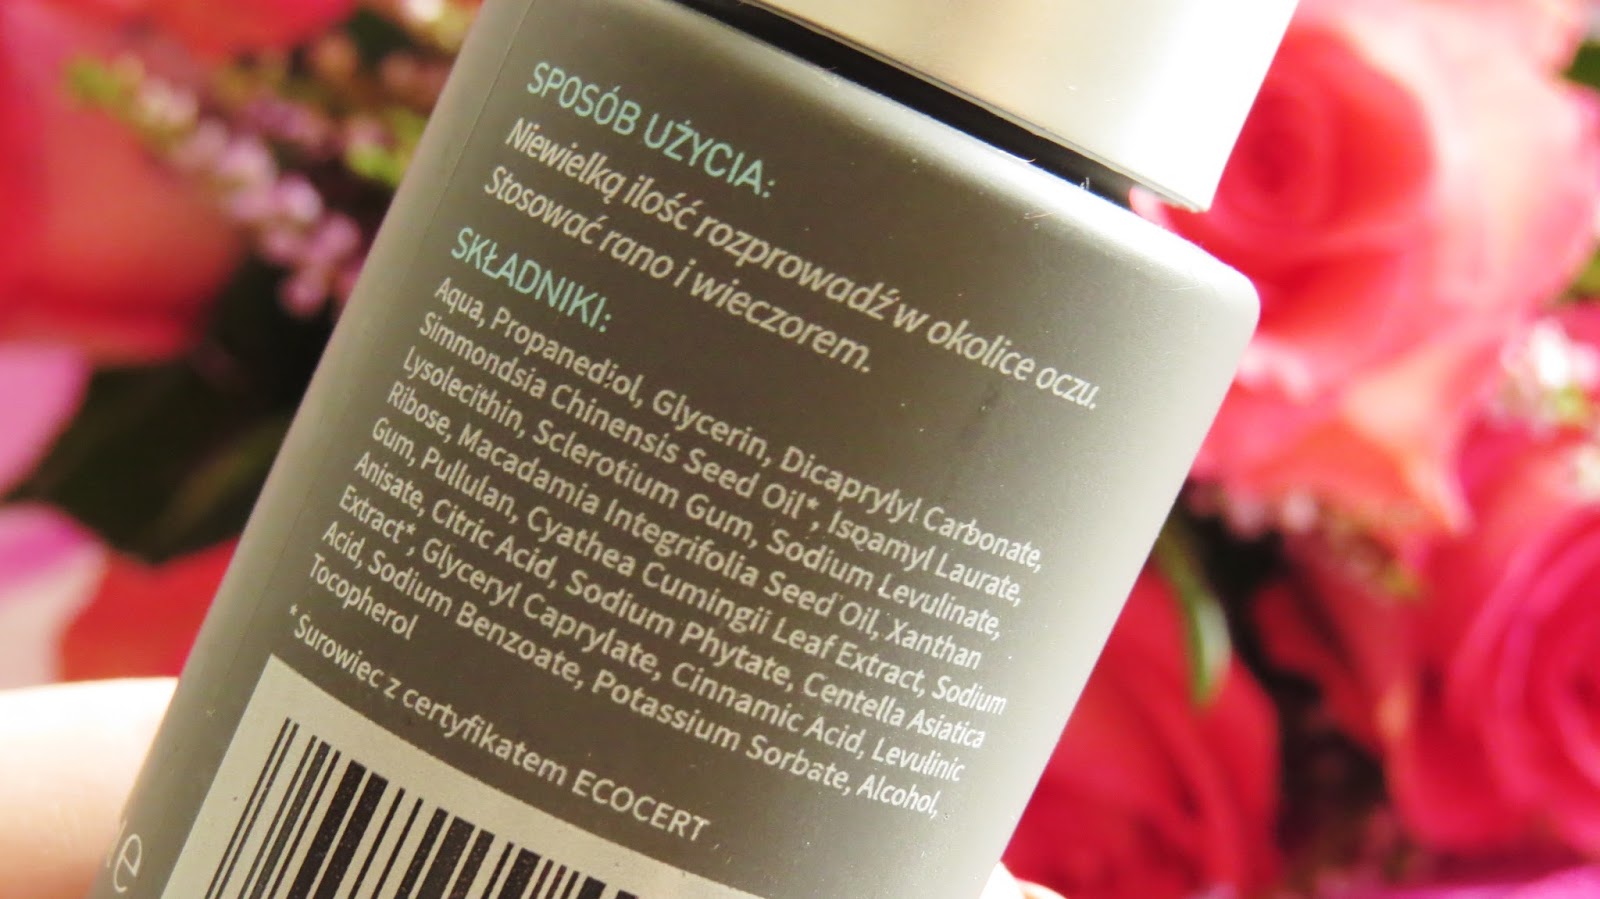 SPOSÓB UŻYCIA:
Niewielką ilość rozprowadź w okolice oczu.
Stosować rano i wieczorem.
SKŁADNIKI:
Aqua, Propanediol, Glycerin, Dicaprylyl Carbonate,
Simmondsia Chinensis Seed Oil*, Isoamyl Laurate,
Lysolecithin, Sclerotium Gum, Sodium Levulinate,
Ribose, Macadamia Integrifolia Seed Oil, Xanthan
Gum, Pullulan, Cyathea Cumingii Leaf Extract, Sodium
Anisate, Citric Acid, Sodium Phytate, Centella Asiatica
Extract*, Glyceryl Caprylate, Cinnamic Acid, Levulinic
Acid, Sodium Benzoate, Potassium Sorbate, Alcohol,
Tocopherol
* Surowiec z certyfikatem ECOCERT